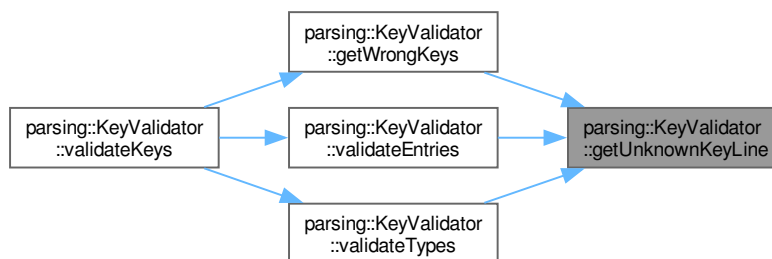 parsing::KeyValidator
::getWrongKeys
parsing::KeyValidator
::validateKeys
parsing::KeyValidator
::validateEntries
parsing::KeyValidator
::getUnknownKeyLine
parsing::KeyValidator
::validateTypes